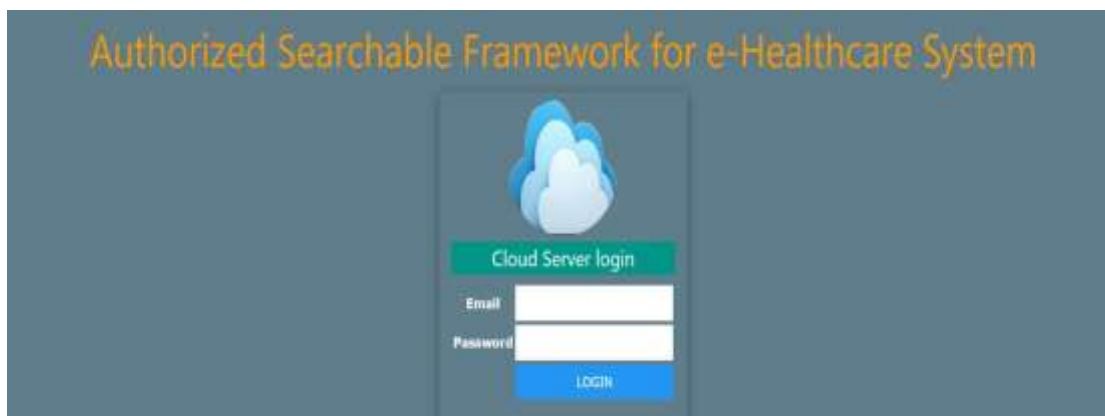 Authorized Searchable Framework for e-Healthcare System
Cloud Server login
Email
Password
LOGIN